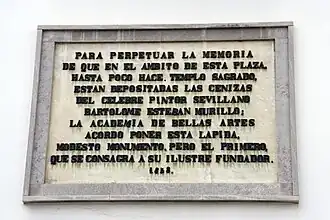 PARA PERPETUAR LA MEMORIA
DE QUE EN EL AMBITO DE ESTA PLAZA,
HASTA POCO HACE, TEMPLO SAGRADO,
ESTAN DEPOSITADAS LAS CENIZAS
DEL CELEBRE PINTOR SEVILLANO
BARTOLOME ESTEBAN MURILLO;
LA ACADEMIA DE BELLAS ARTES
ACORDO PONER ESTA LAPIDA,
MODESTO MONUMENTO, PERO EL PRIMERO,
QUE SE CONSAGRA A SU ILUSTRE FUNDADOR.
1858.